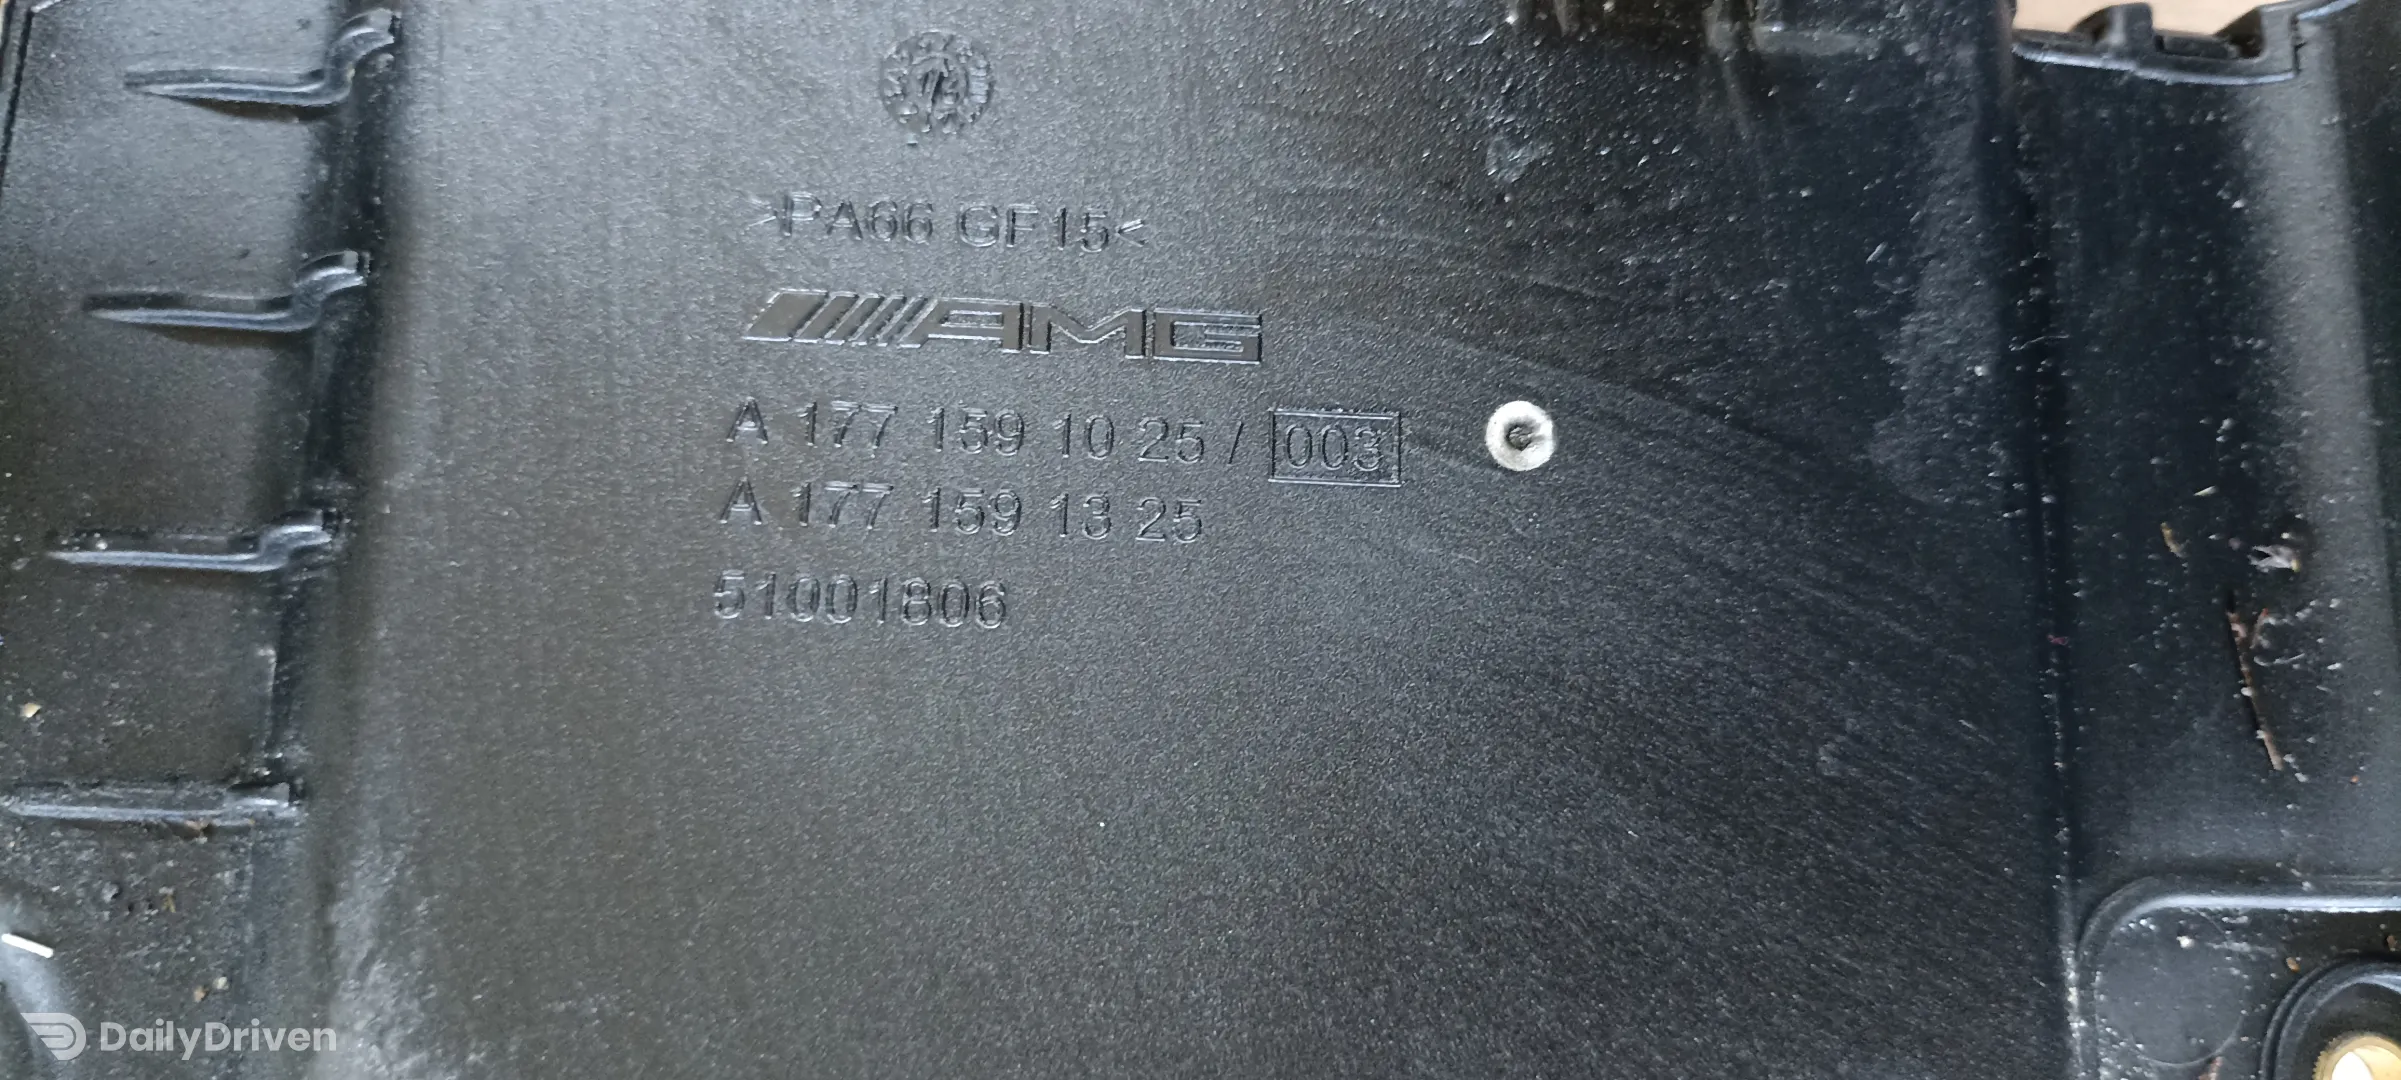 >PA66 GF15<
AMG
A 177 159 10 25 / 003
A 177 159 13 25
51001806
DailyDriven